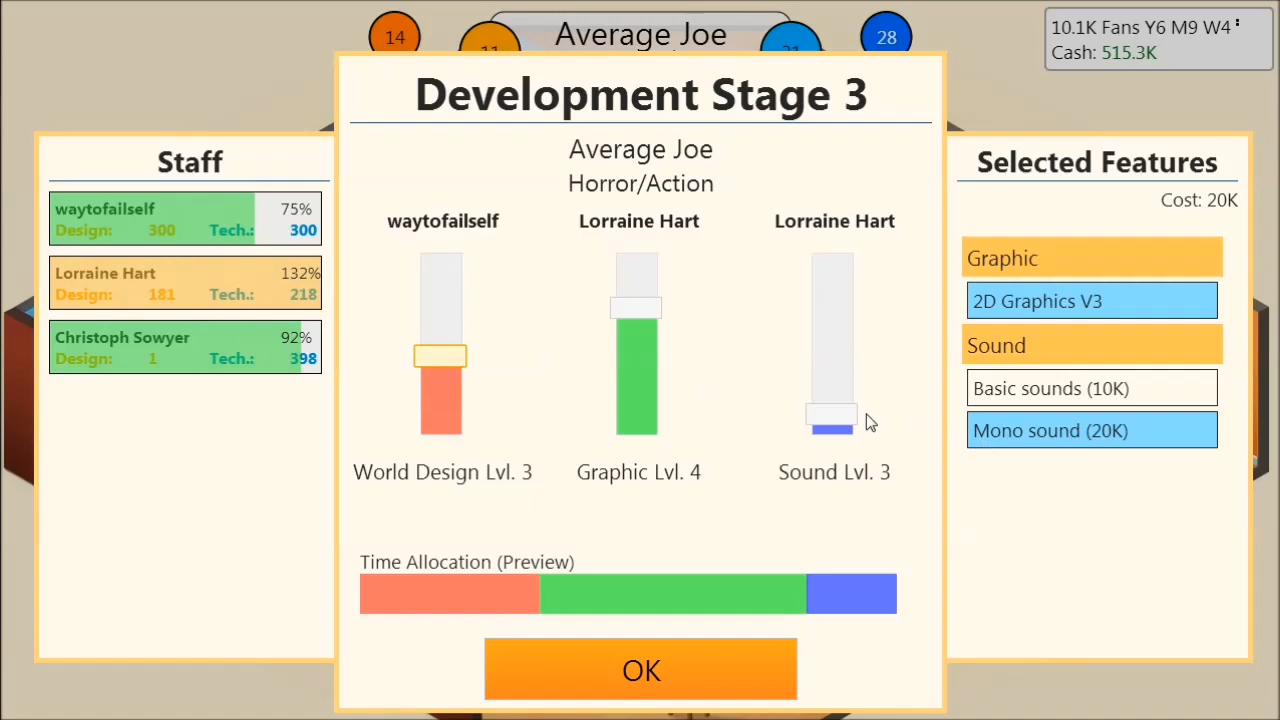 14
11
Average Joe
21
28
10.1K Fans Y6 M9 W4
Cash: 515.3K
Development Stage 3
Average Joe
Horror/Action
Staff
waytofailself 75%
Design: 300 Tech.: 300
Lorraine Hart 132%
Design: 181 Tech.: 218
Christoph Sowyer 92%
Design: 1 Tech.: 398
waytofailself Lorraine Hart Lorraine Hart
World Design Lvl. 3 Graphic Lvl. 4 Sound Lvl. 3
Time Allocation (Preview)
OK
Selected Features
Cost: 20K
Graphic
2D Graphics V3
Sound
Basic sounds (10K)
Mono sound (20K)